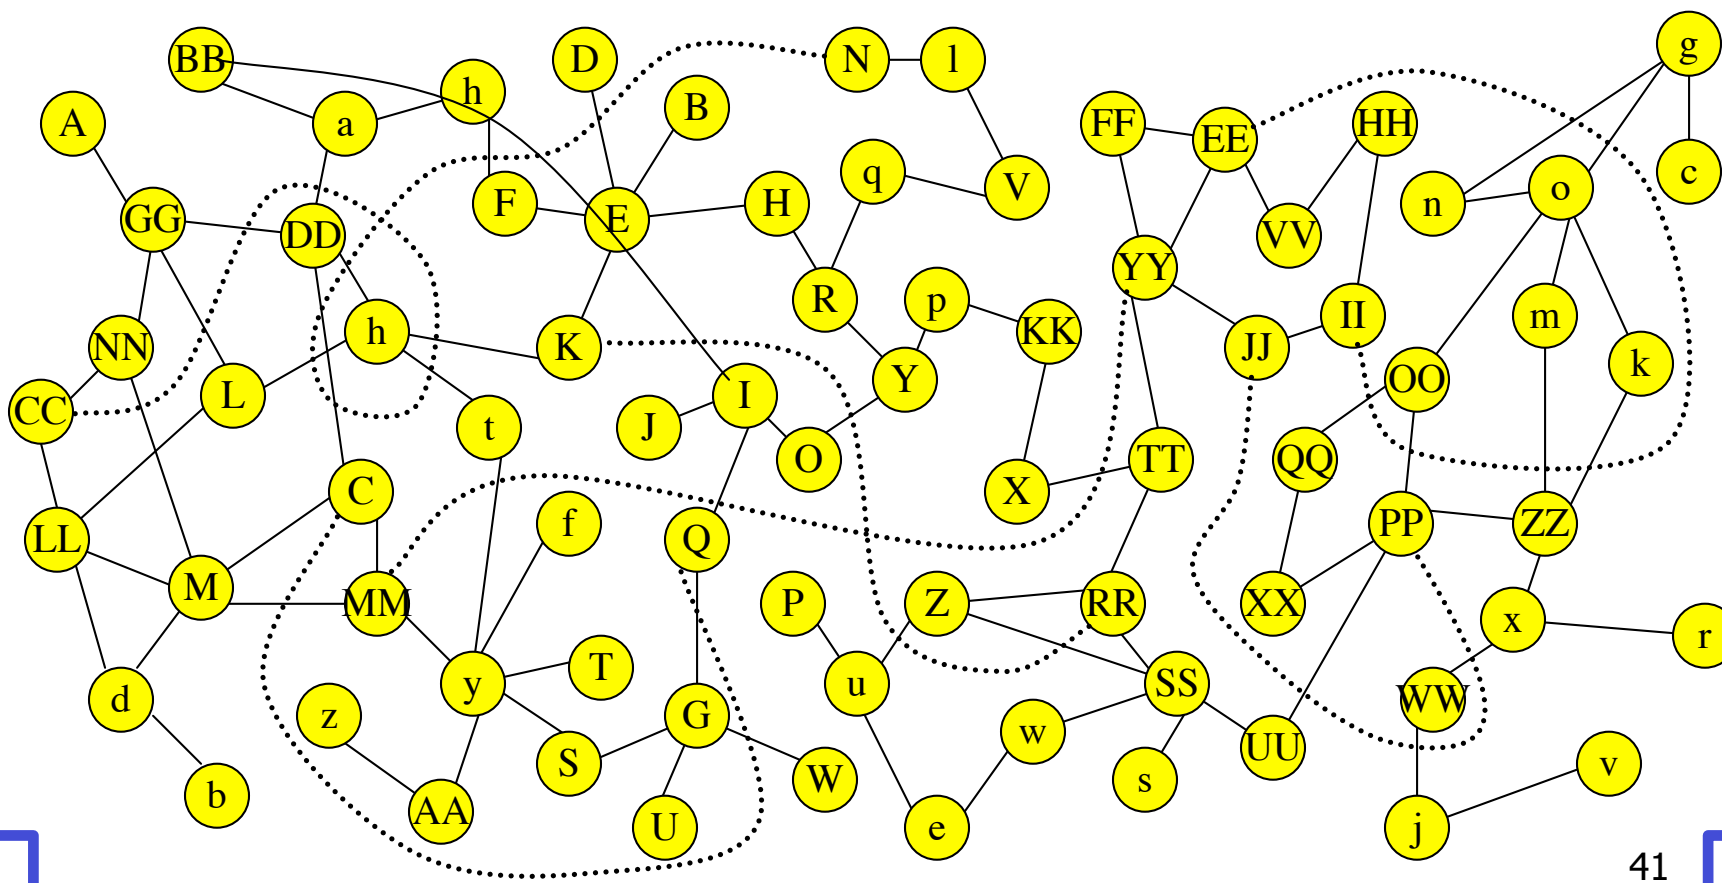 g
BB
D
N
l
h
B
A
a
FF
EE
HH
q
c
V
o
n
F
H
GG
E
DD
VV
YY
R
p
II
m
h
KK
NN
K
JJ
k
OO
Y
L
I
CC
J
t
O
QQ
TT
C
X
f
PP
ZZ
LL
Q
M
MM
P
Z
RR
XX
x
r
T
y
u
SS
d
WW
z
G
w
UU
S
W
s
v
b
AA
U
e
j
41